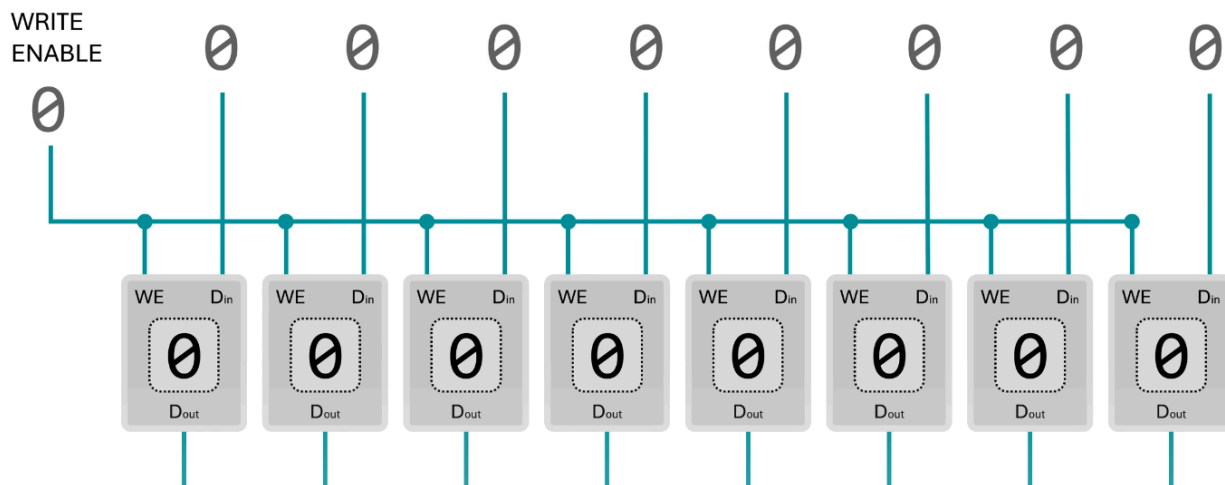 WRITE
ENABLE
0
0 0 0 0 0 0 0 0
WE Din WE Din WE Din WE Din WE Din WE Din WE Din WE Din
0 0 0 0 0 0 0 0
Dout Dout Dout Dout Dout Dout Dout Dout